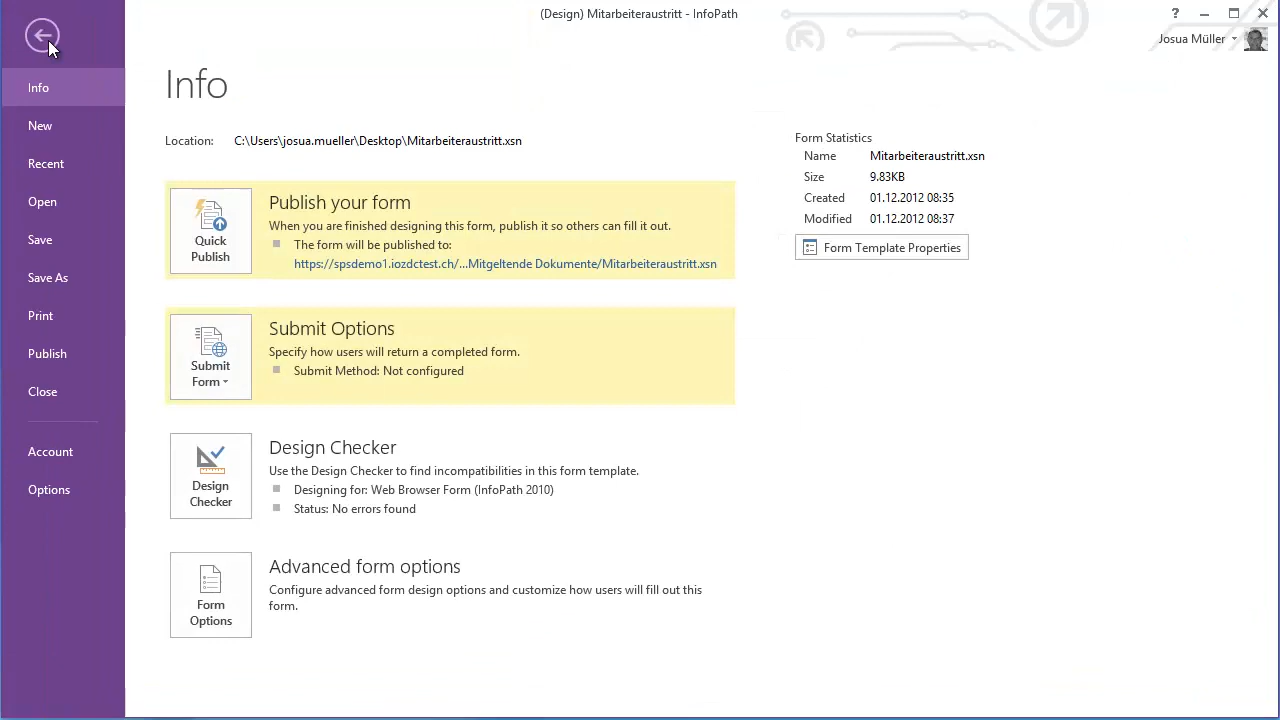 (Design) Mitarbeiteraustritt - InfoPath
?
Josua Müller
Info
New
Recent
Open
Save
Save As
Print
Publish
Close
Account
Options
Info
Location: C:\Users\josua.mueller\Desktop\Mitarbeiteraustritt.xsn
Quick
Publish
Publish your form
When you are finished designing this form, publish it so others can fill it out.
The form will be published to:
https://spsdemo1.iozdctest.ch/...Mitgeltende Dokumente/Mitarbeiteraustritt.xsn
Submit
Form
Submit Options
Specify how users will return a completed form.
Submit Method: Not configured
Design
Checker
Design Checker
Use the Design Checker to find incompatibilities in this form template.
Designing for: Web Browser Form (InfoPath 2010)
Status: No errors found
Form
Options
Advanced form options
Configure advanced form design options and customize how users will fill out this
form.
Form Statistics
Name Mitarbeiteraustritt.xsn
Size 9.83KB
Created 01.12.2012 08:35
Modified 01.12.2012 08:37
Form Template Properties